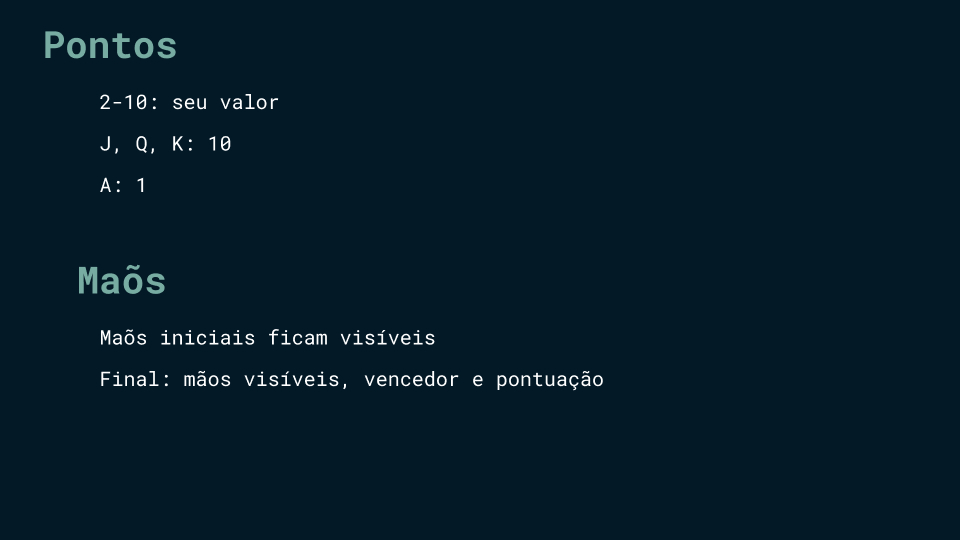 Pontos
2-10: seu valor
J, Q, K: 10
A: 1
Maõs
Maõs iniciais ficam visíveis
Final: mãos visíveis, vencedor e pontuação